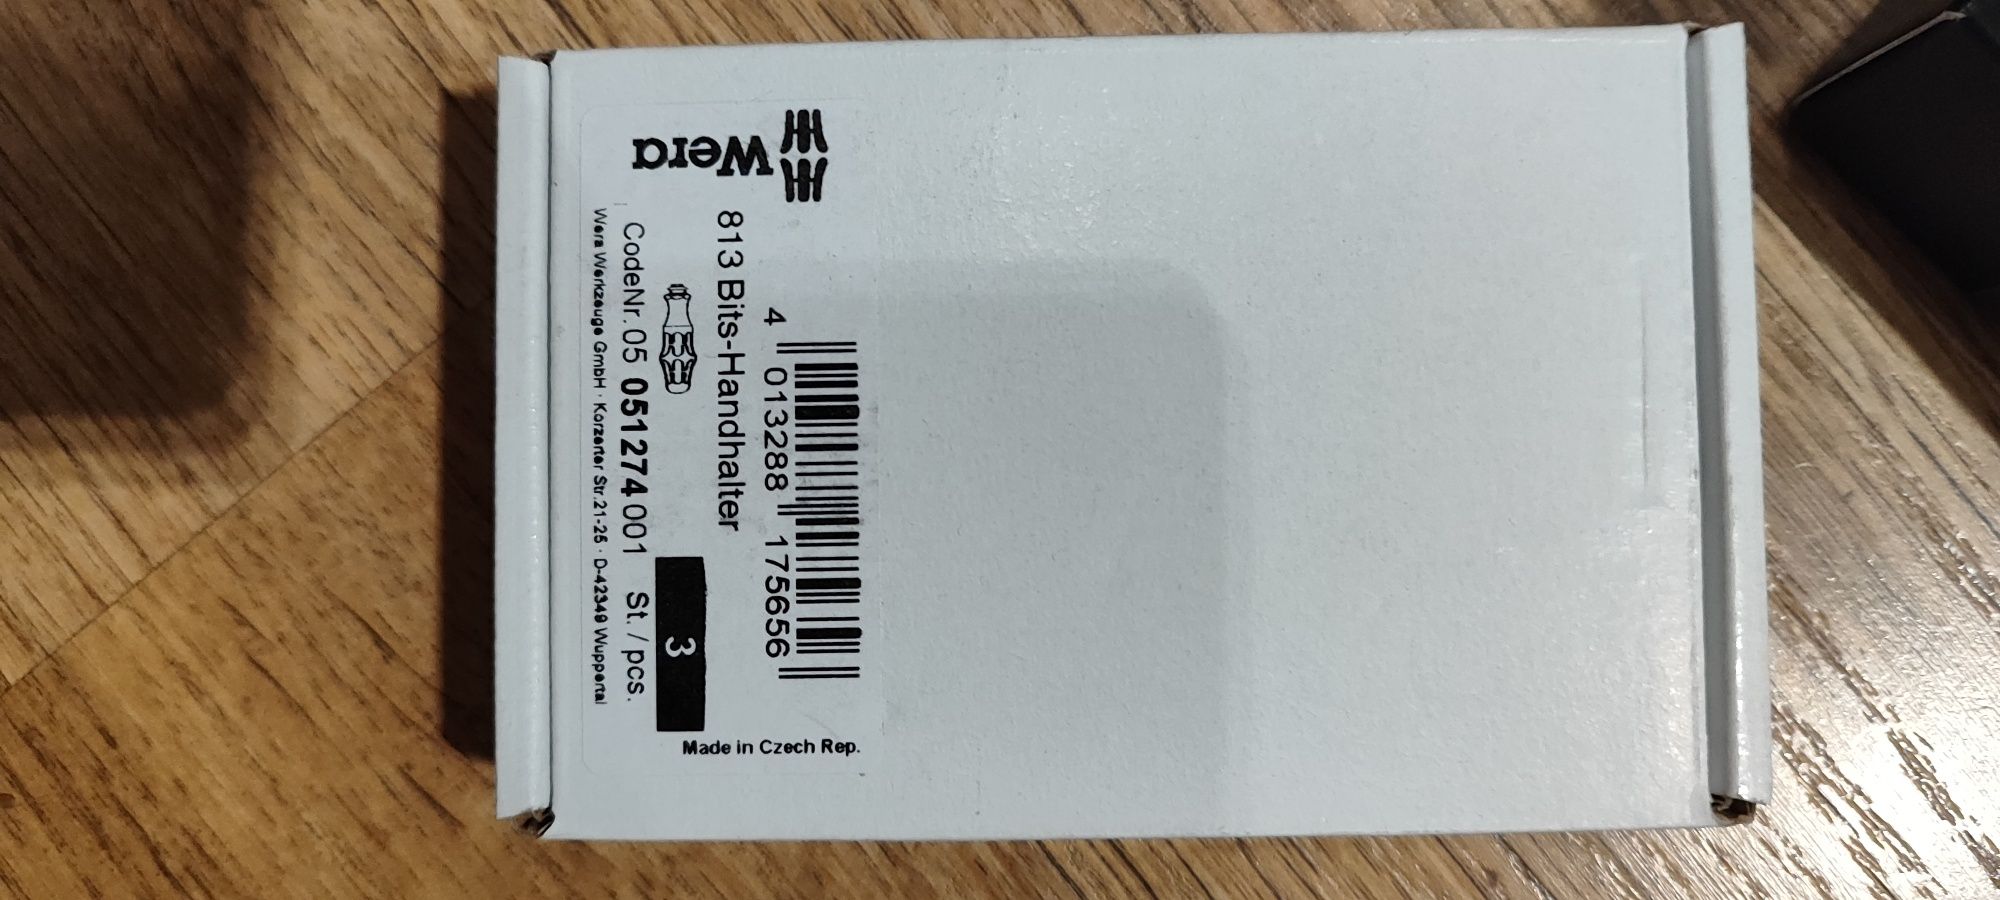 Wera
813 Bits-Handhalter
4 013288 175656
3
CodeNr. 05 051274 001 St. / pcs.
Wera Werkzeuge GmbH · Korzerter Str.21-25 · D-42349 Wuppertal
Made in Czech Rep.